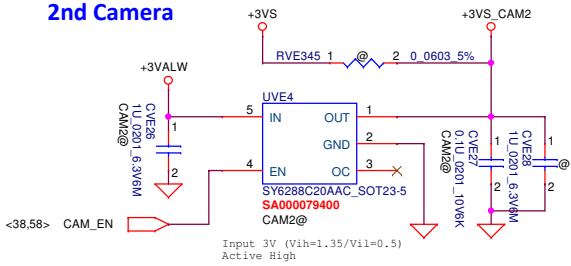 2nd Camera
+3VS
+3VS_CAM2
RVE345 1 @ 2 0_0603_5%
+3VALW
UVE4
5 IN OUT 1
GND 2
4 EN OC 3
CVE26
1U_0201_6.3V6M
CAM2@
1
2
CVE27
0.1U_0201_10V6K
CAM2@
1
2
CVE28
1U_0201_6.3V6M
@
1
2
SY6288C20AAC_SOT23-5
SA000079400
CAM2@
<38,58> CAM_EN
Input 3V (Vih=1.35/Vil=0.5)
Active High